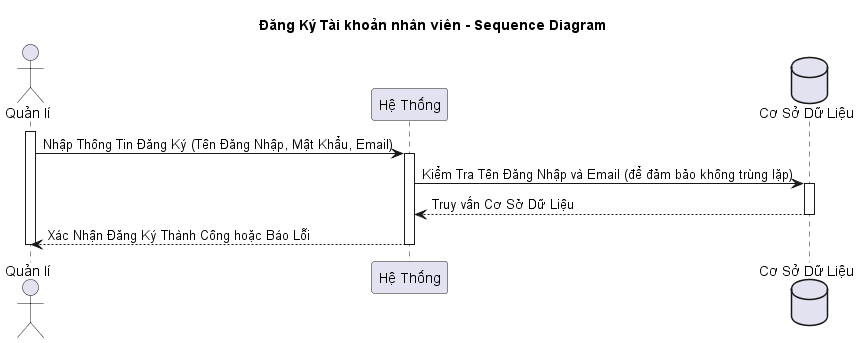 Đăng Ký Tài khoản nhân viên - Sequence Diagram
Quản lí
Hệ Thống
Cơ Sở Dữ Liệu
Nhập Thông Tin Đăng Ký (Tên Đăng Nhập, Mật Khẩu, Email)
Kiểm Tra Tên Đăng Nhập và Email (để đảm bảo không trùng lặp)
Truy vấn Cơ Sở Dữ Liệu
Xác Nhận Đăng Ký Thành Công hoặc Báo Lỗi
Quản lí
Hệ Thống
Cơ Sở Dữ Liệu